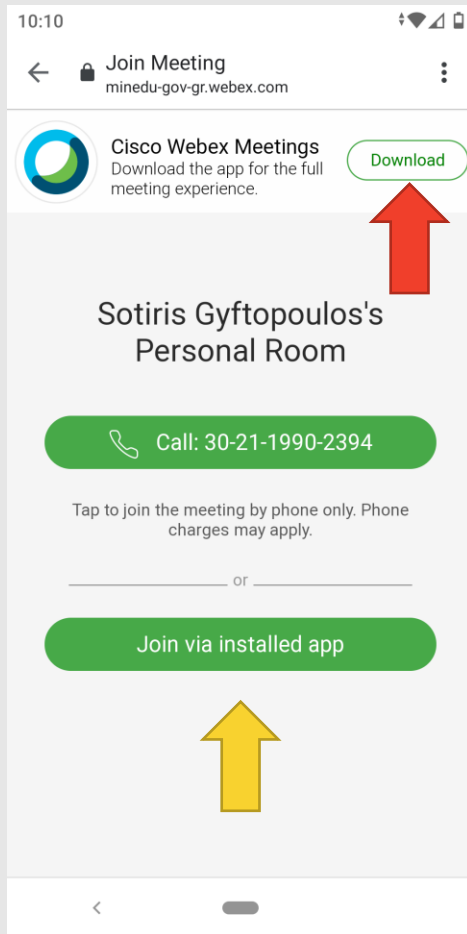 10:10
Join Meeting
minedu-gov-gr.webex.com
Cisco Webex Meetings
Download the app for the full
meeting experience.
Download
Sotiris Gyftopoulos's
Personal Room
Call: 30-21-1990-2394
Tap to join the meeting by phone only. Phone
charges may apply.
or
Join via installed app